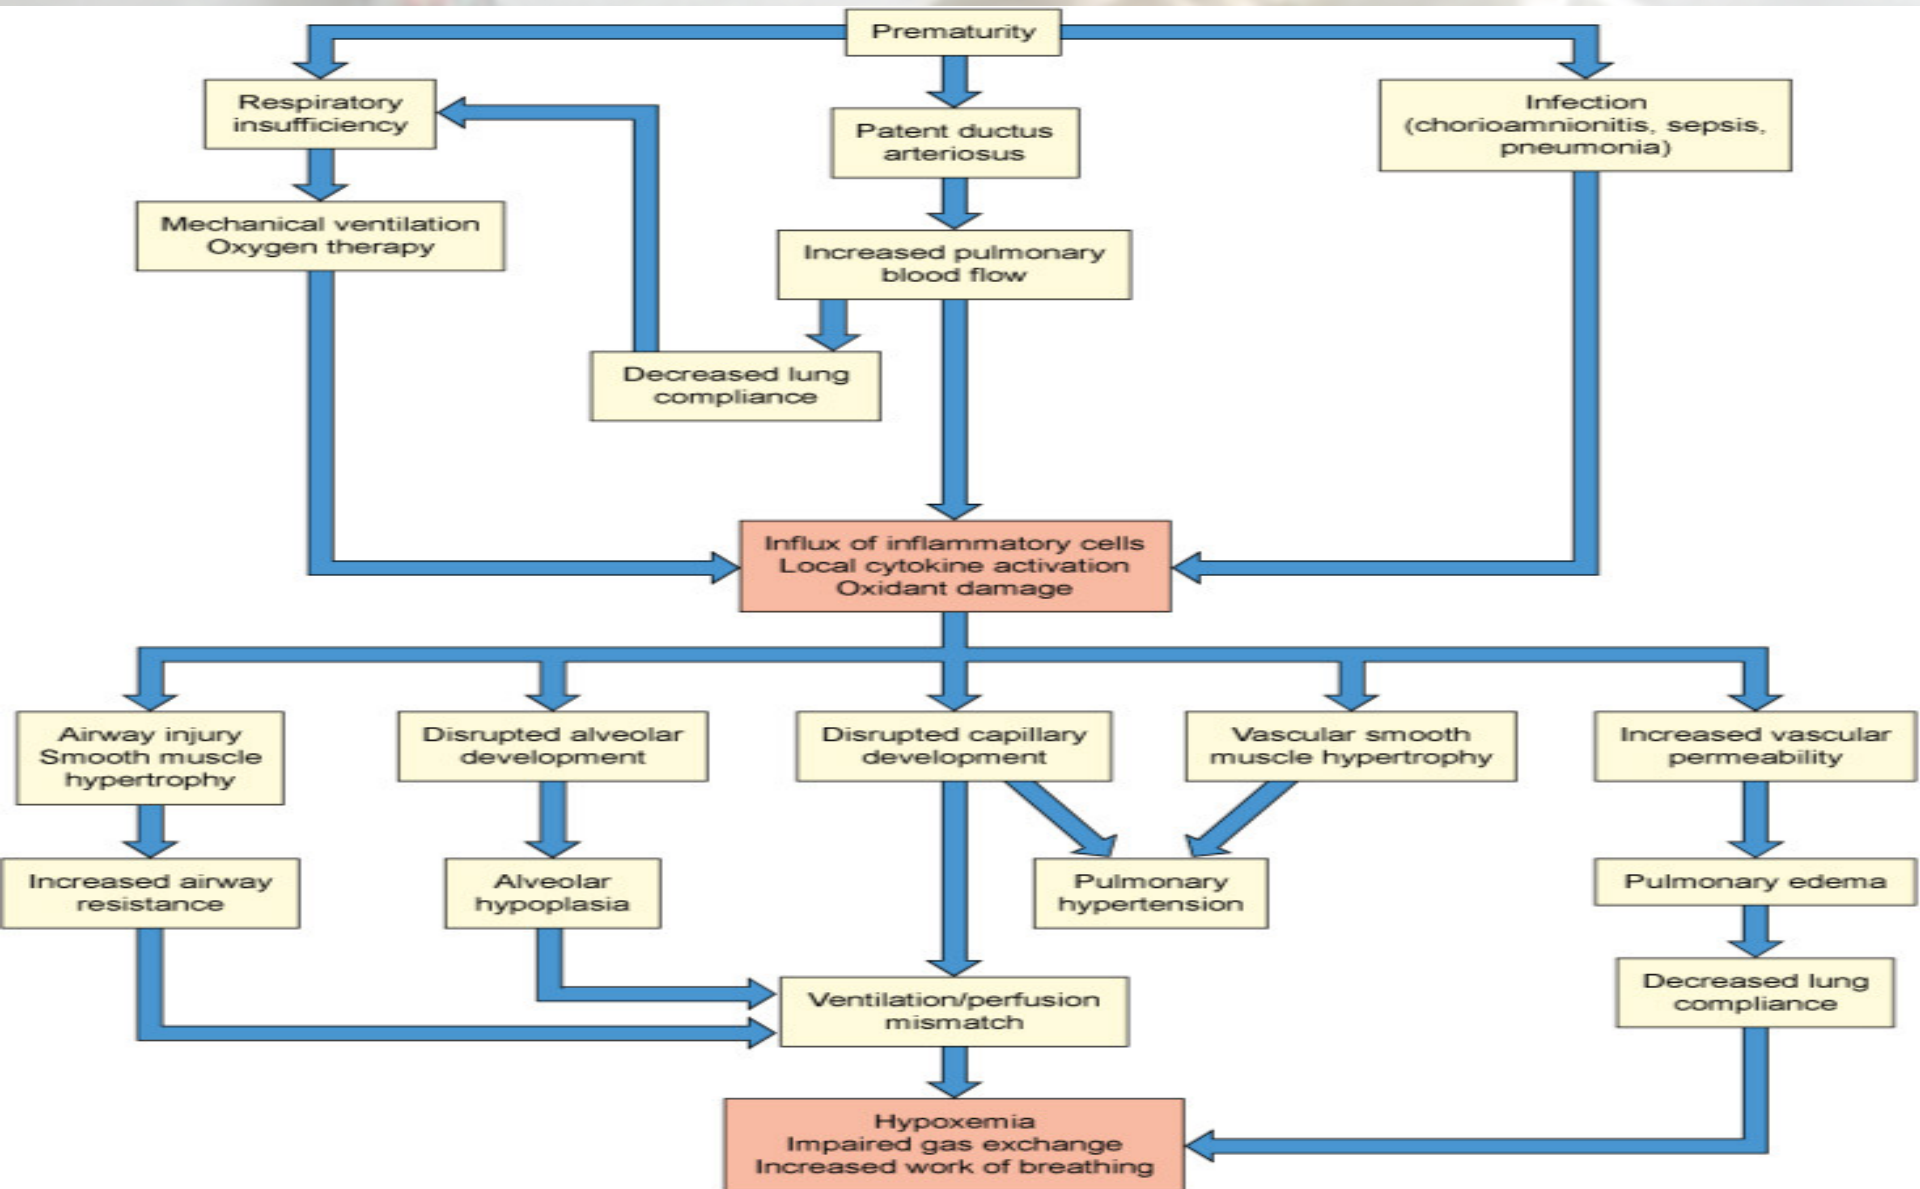 Prematurity
Respiratory
insufficiency
Patent ductus
arteriosus
Infection
(chorioamnionitis, sepsis,
pneumonia)
Mechanical ventilation
Oxygen therapy
Increased pulmonary
blood flow
Decreased lung
compliance
Influx of inflammatory cells
Local cytokine activation
Oxidant damage
Airway injury
Smooth muscle
hypertrophy
Disrupted alveolar
development
Disrupted capillary
development
Vascular smooth
muscle hypertrophy
Increased vascular
permeability
Increased airway
resistance
Alveolar
hypoplasia
Pulmonary
hypertension
Pulmonary edema
Ventilation/perfusion
mismatch
Decreased lung
compliance
Hypoxemia
Impaired gas exchange
Increased work of breathing